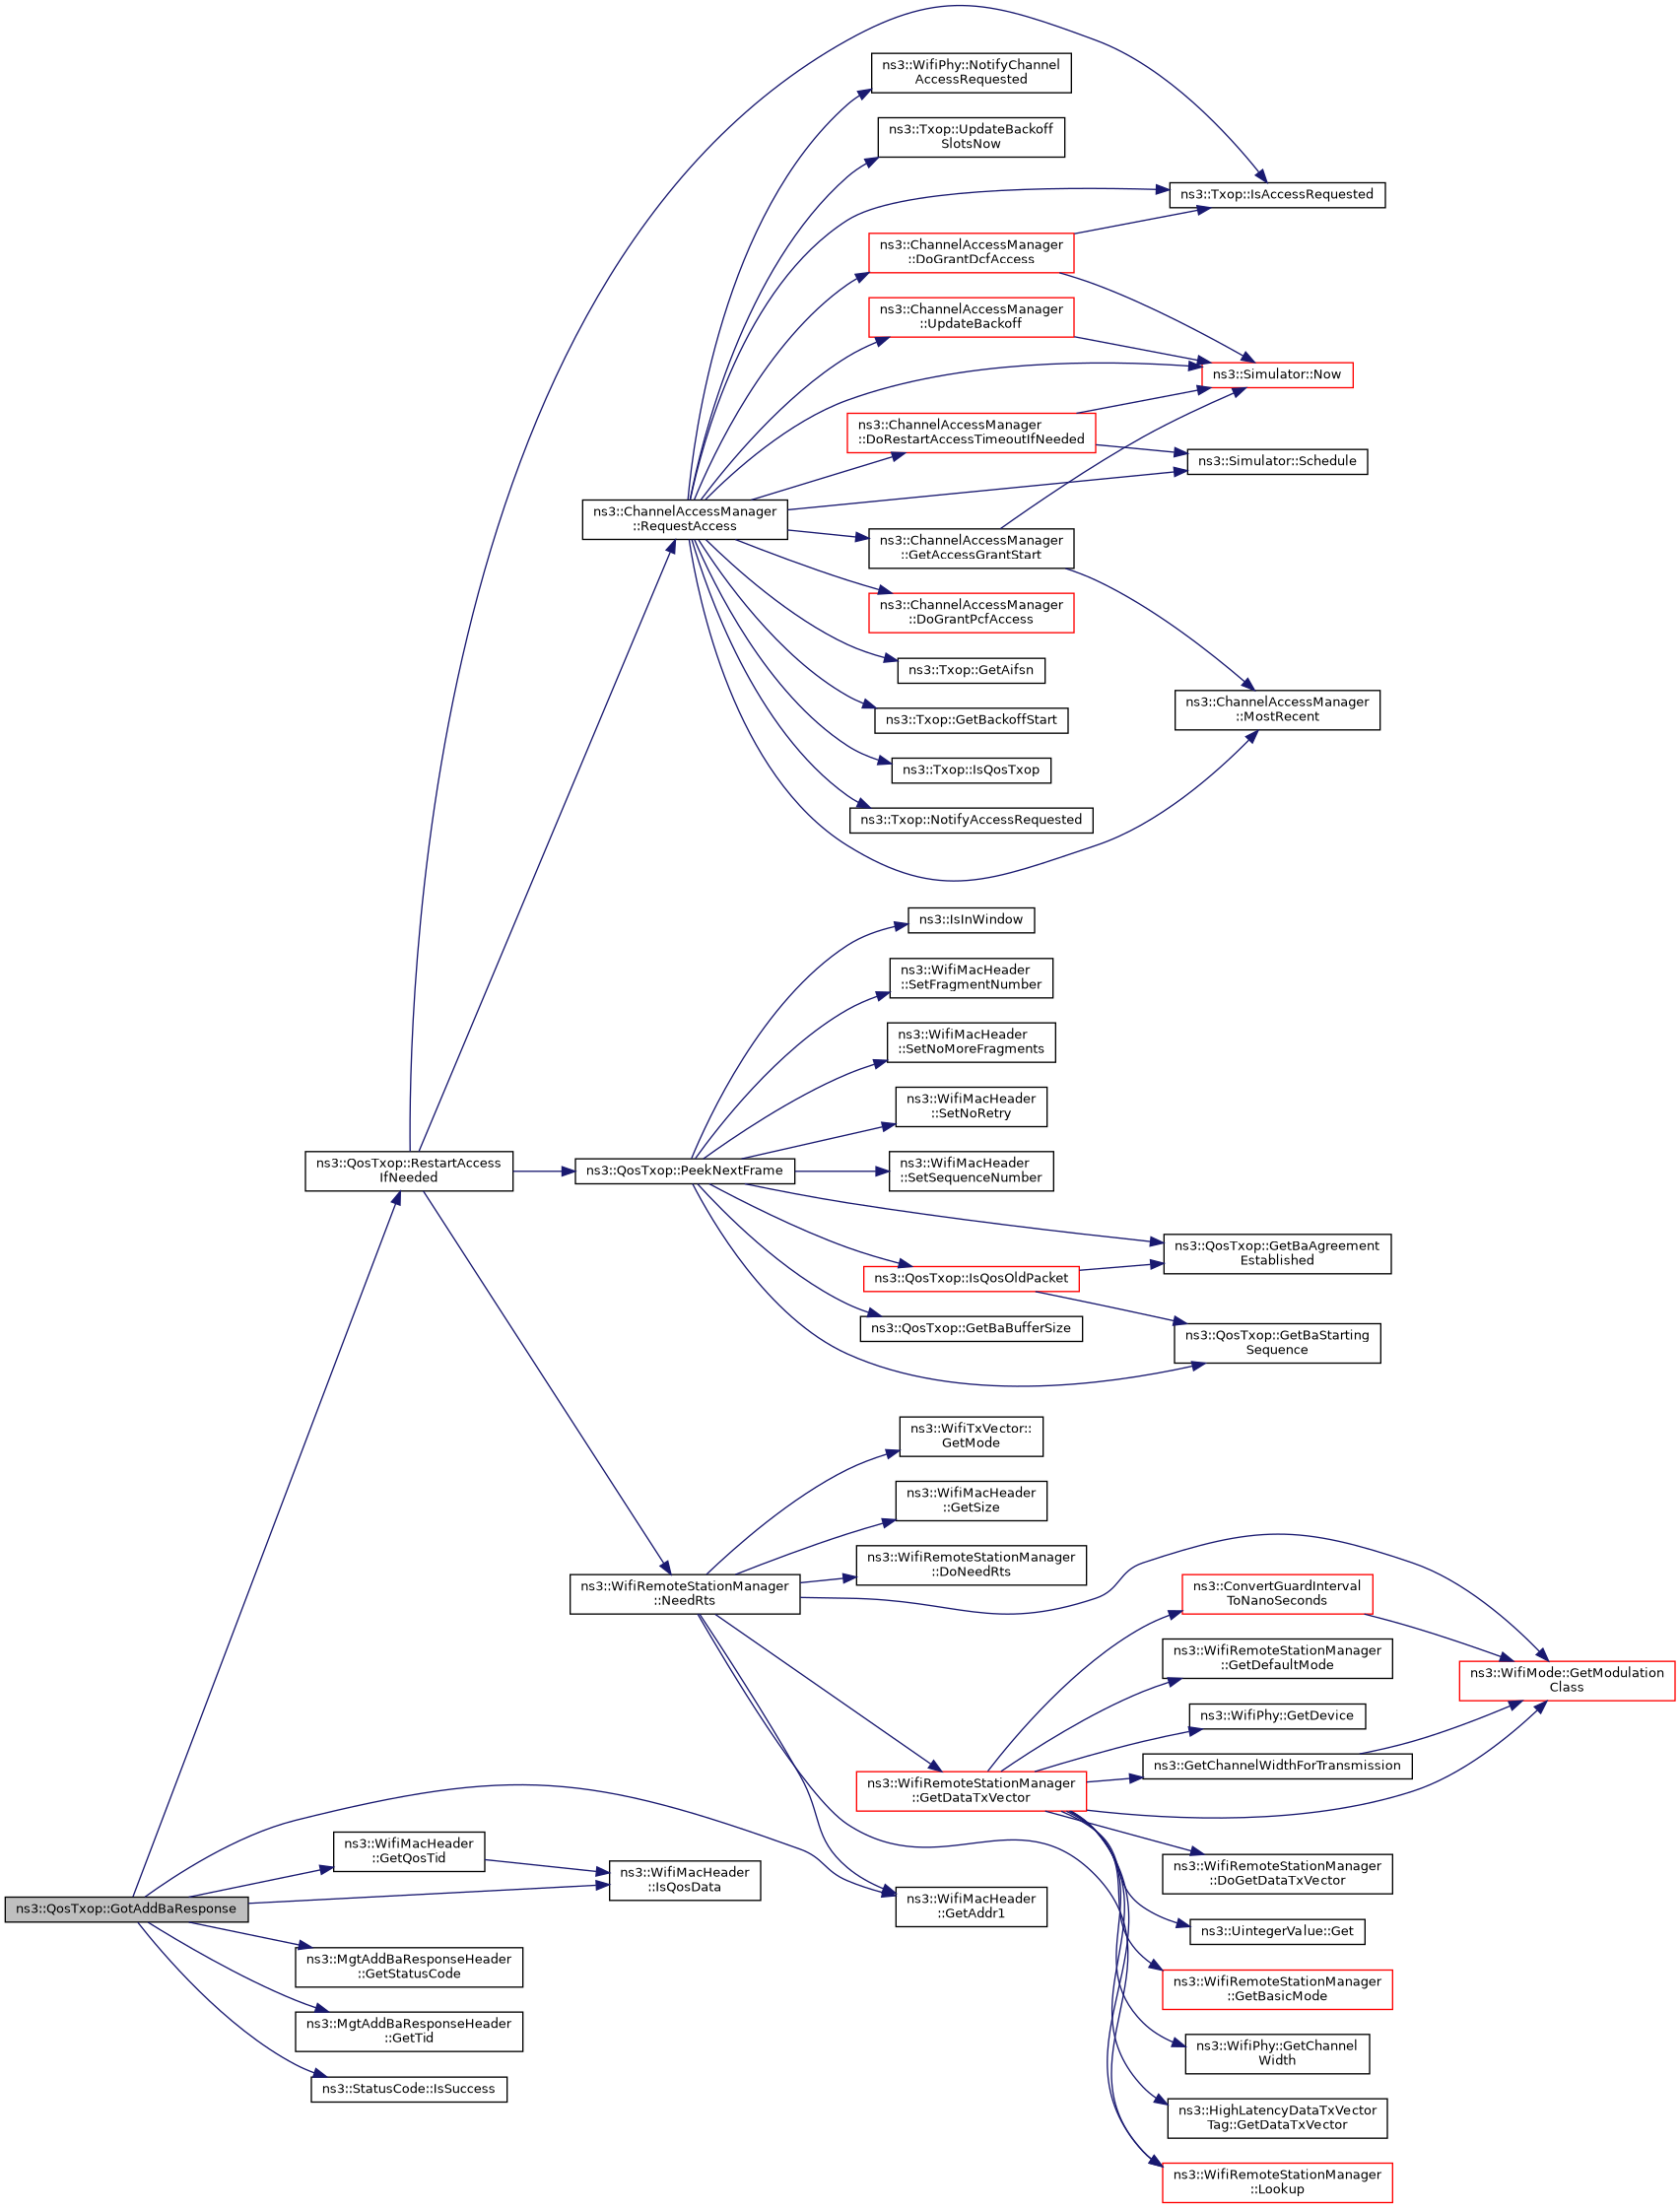 ns3::WifiPhy::NotifyChannel
AccessRequested
ns3::Txop::UpdateBackoff
SlotsNow
ns3::Txop::IsAccessRequested
ns3::ChannelAccessManager
::DoGrantDcfAccess
ns3::ChannelAccessManager
::UpdateBackoff
ns3::Simulator::Now
ns3::ChannelAccessManager
::DoRestartAccessTimeoutIfNeeded
ns3::Simulator::Schedule
ns3::ChannelAccessManager
::RequestAccess
ns3::ChannelAccessManager
::GetAccessGrantStart
ns3::ChannelAccessManager
::DoGrantPcfAccess
ns3::Txop::GetAifsn
ns3::ChannelAccessManager
::MostRecent
ns3::Txop::GetBackoffStart
ns3::Txop::IsQosTxop
ns3::Txop::NotifyAccessRequested
ns3::IsInWindow
ns3::WifiMacHeader
::SetFragmentNumber
ns3::WifiMacHeader
::SetNoMoreFragments
ns3::WifiMacHeader
::SetNoRetry
ns3::QosTxop::RestartAccess
IfNeeded
ns3::QosTxop::PeekNextFrame
ns3::WifiMacHeader
::SetSequenceNumber
ns3::QosTxop::GetBaAgreement
Established
ns3::QosTxop::IsQosOldPacket
ns3::QosTxop::GetBaBufferSize
ns3::QosTxop::GetBaStarting
Sequence
ns3::WifiTxVector::
GetMode
ns3::WifiMacHeader
::GetSize
ns3::WifiRemoteStationManager
::DoNeedRts
ns3::WifiRemoteStationManager
::NeedRts
ns3::ConvertGuardInterval
ToNanoSeconds
ns3::WifiRemoteStationManager
::GetDefaultMode
ns3::WifiMode::GetModulation
Class
ns3::WifiPhy::GetDevice
ns3::GetChannelWidthForTransmission
ns3::WifiRemoteStationManager
::GetDataTxVector
ns3::WifiMacHeader
::GetQosTid
ns3::WifiMacHeader
::IsQosData
ns3::WifiRemoteStationManager
::DoGetDataTxVector
ns3::QosTxop::GotAddBaResponse
ns3::WifiMacHeader
::GetAddr1
ns3::UintegerValue::Get
ns3::MgtAddBaResponseHeader
::GetStatusCode
ns3::WifiRemoteStationManager
::GetBasicMode
ns3::MgtAddBaResponseHeader
::GetTid
ns3::WifiPhy::GetChannel
Width
ns3::StatusCode::IsSuccess
ns3::HighLatencyDataTxVector
Tag::GetDataTxVector
ns3::WifiRemoteStationManager
::Lookup